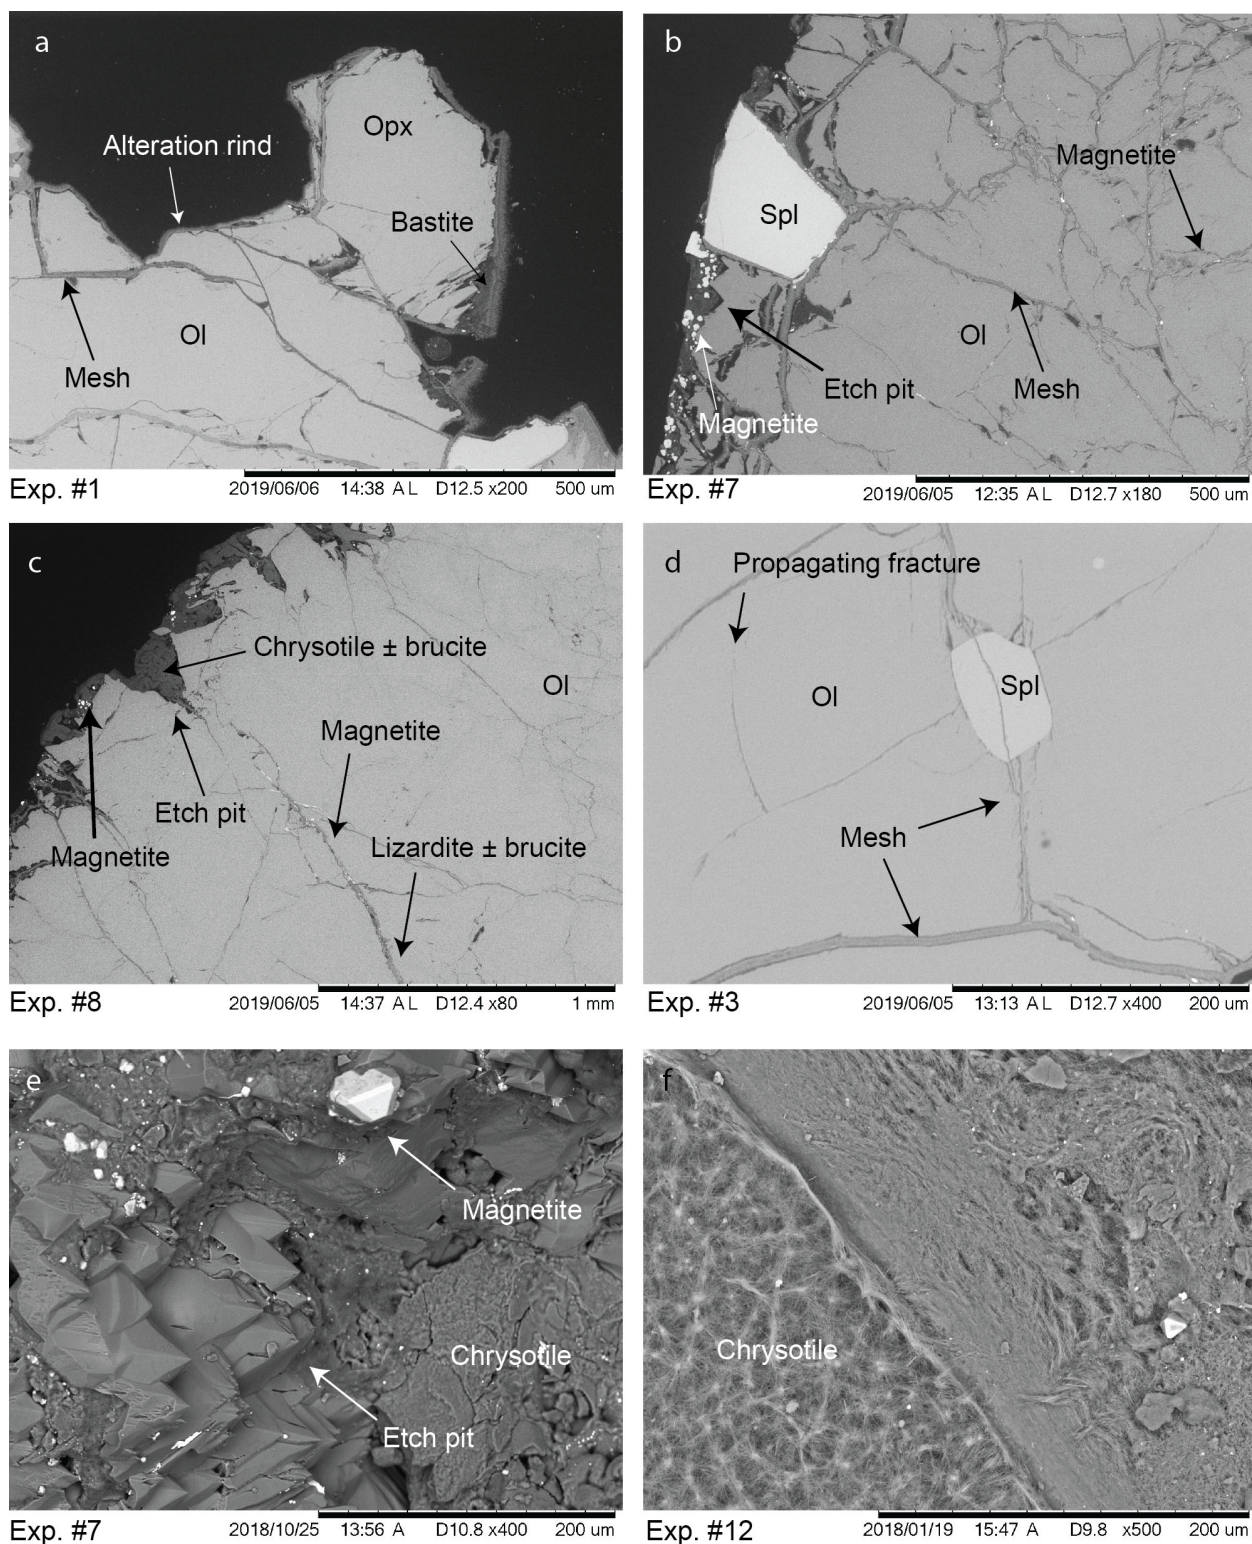 a
Opx
Alteration rind
Bastite
Ol
Mesh
Exp. #1
2019/06/06 14:38 A L D12.5 x200 500 um
b
Magnetite
Spl
Ol
Etch pit
Mesh
Magnetite
Exp. #7
2019/06/05 12:35 A L D12.7 x180 500 um
c
Chrysotile ± brucite
Ol
Magnetite
Etch pit
Lizardite ± brucite
Magnetite
Exp. #8
2019/06/05 14:37 A L D12.4 x80 1 mm
d
Propagating fracture
Ol
Spl
Mesh
Exp. #3
2019/06/05 13:13 A L D12.7 x400 200 um
e
Magnetite
Chrysotile
Etch pit
Exp. #7
2018/10/25 13:56 A D10.8 x400 200 um
f
Chrysotile
Exp. #12
2018/01/19 15:47 A D9.8 x500 200 um